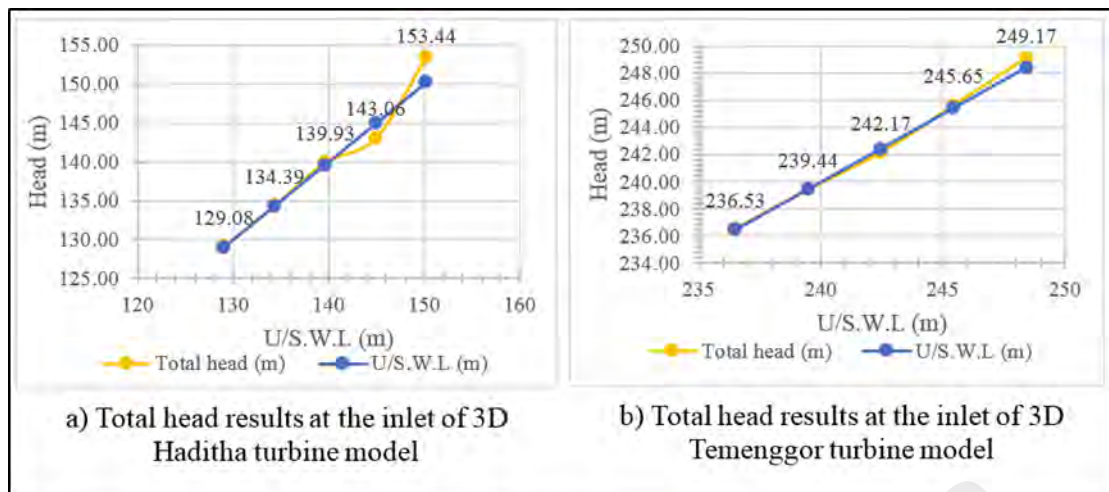 155.00
150.00
145.00
140.00
135.00
130.00
125.00
Head (m)
153.44
143.06
139.93
134.39
129.08
120
130
140
150
160
U/S.W.L (m)
Total head (m)
U/S.W.L (m)
a) Total head results at the inlet of 3D
Haditha turbine model
250.00
248.00
246.00
244.00
242.00
240.00
238.00
236.00
234.00
Head (m)
249.17
245.65
242.17
239.44
236.53
235
240
245
250
U/S.W.L (m)
Total head (m)
U/S.W.L (m)
b) Total head results at the inlet of 3D
Temenggor turbine model